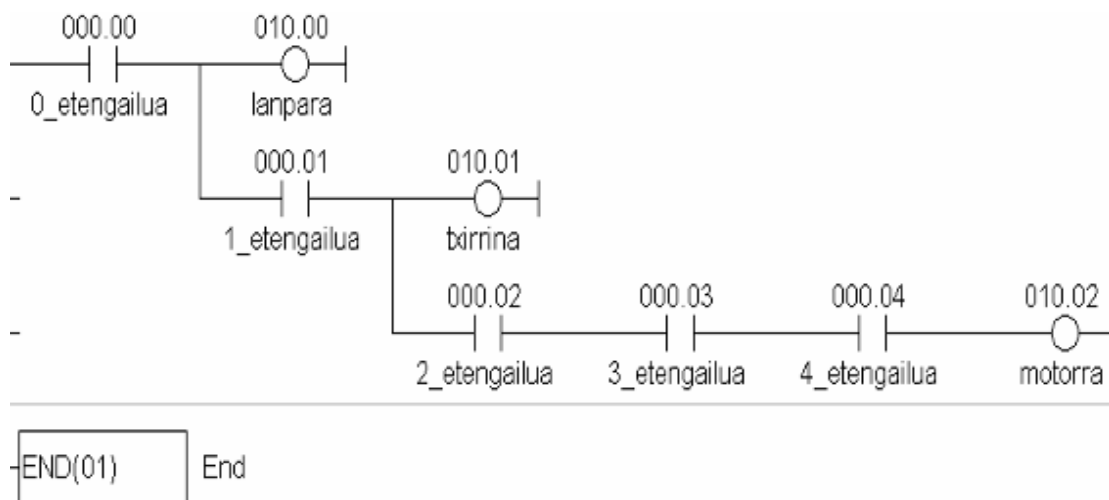 000.00 010.00
0_etengailua lanpara
000.01 010.01
1_etengailua txirrina
000.02 000.03 000.04 010.02
2_etengailua 3_etengailua 4_etengailua motorra
END(01) End